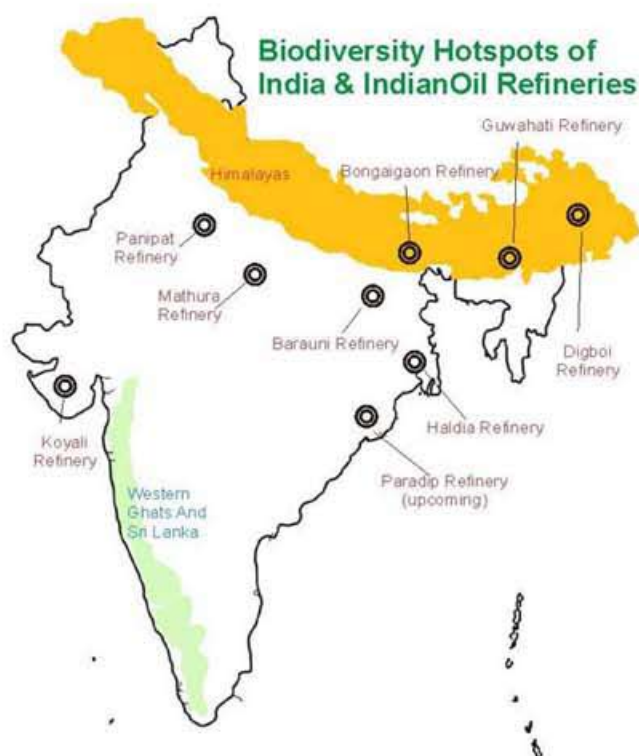 Biodiversity Hotspots of
India & IndianOil Refineries
Guwahati Refinery
Himalayas
Bongaigaon Refinery
Panipat
Refinery
Mathura
Refinery
Barauni Refinery
Digboi
Refinery
Koyali
Refinery
Haldia Refinery
Paradip Refinery
(upcoming)
Western
Ghats And
Sri Lanka